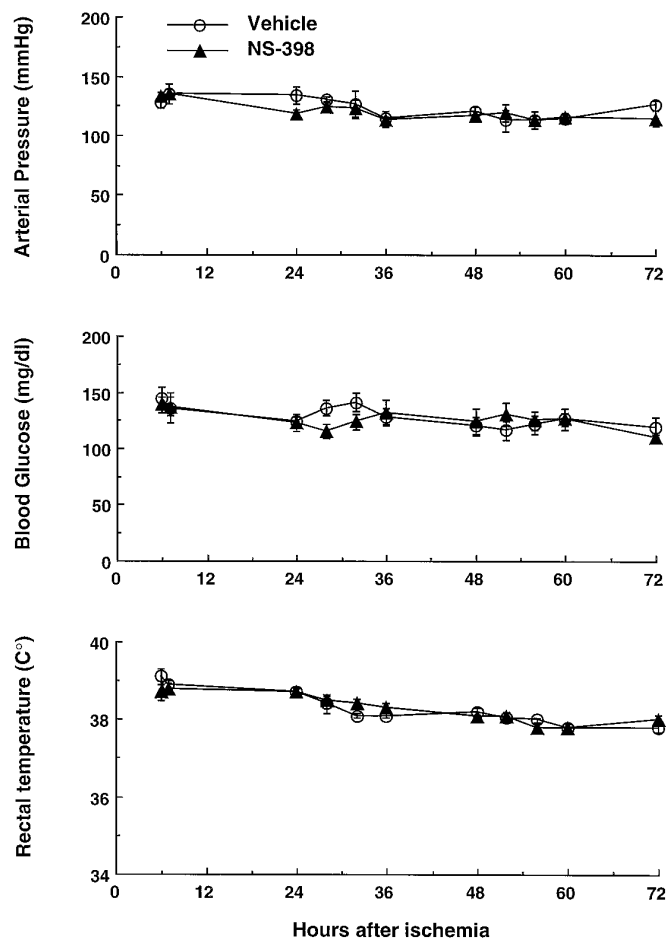 Vehicle
NS-398
Arterial Pressure (mmHg)
200
150
100
50
0
0 12 24 36 48 60 72
Blood Glucose (mg/dl)
200
150
100
50
0
0 12 24 36 48 60 72
Rectal temperature (C°)
40
38
36
34
0 12 24 36 48 60 72
Hours after ischemia